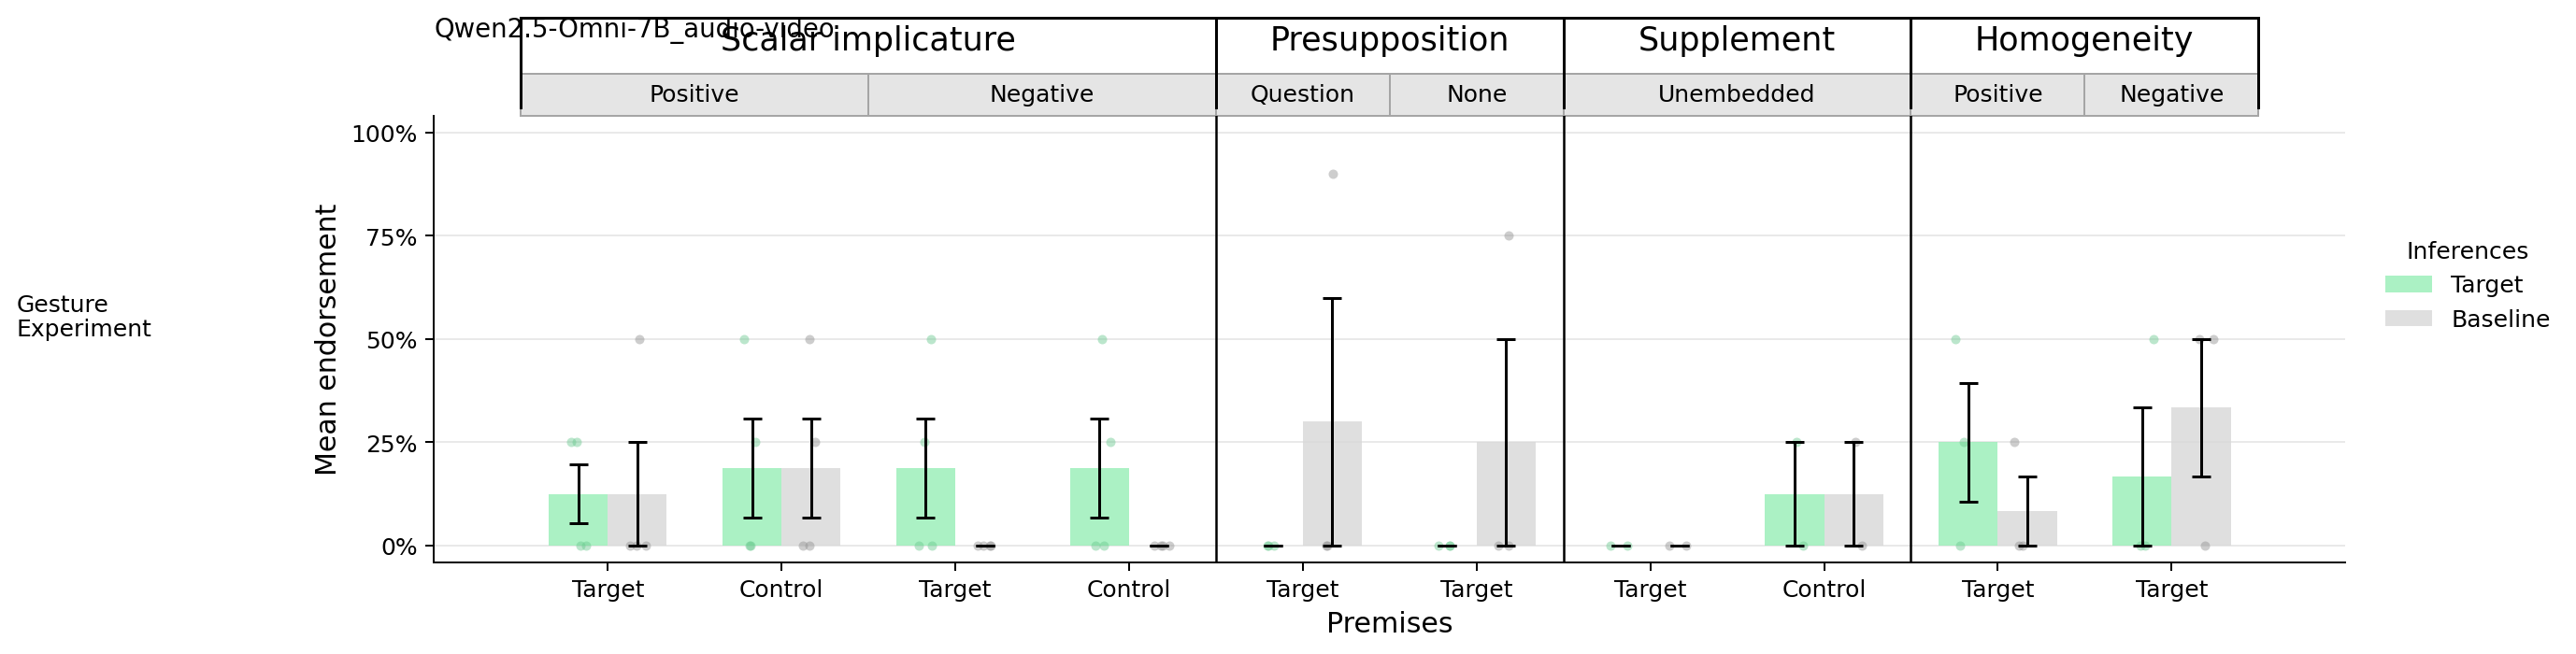 Qwen2.5-Omni-7B_audio-video
Scalar implicature Presupposition Supplement Homogeneity
Positive Negative Question None Unembedded Positive Negative
100%
75%
50%
25%
0%
Mean endorsement
Gesture
Experiment
Inferences
Target
Baseline
Target Control Target Control Target Target Target Control Target Target
Premises